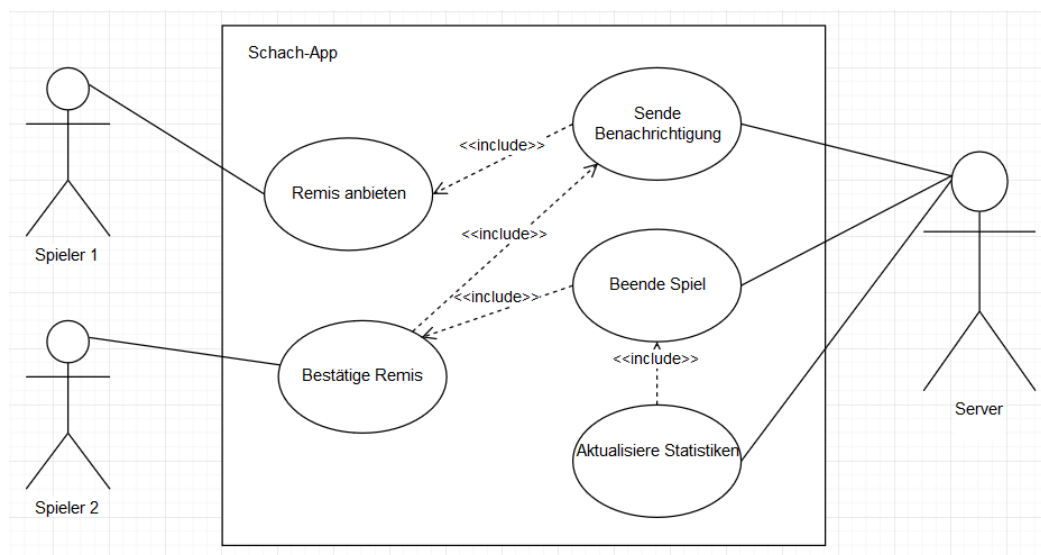 Schach-App
Sende
Benachrichtigung
<<include>>
Remis anbieten
Spieler 1
<<include>>
Beende Spiel
<<include>>
<<include>>
Bestätige Remis
Server
Aktualisiere Statistiken
Spieler 2